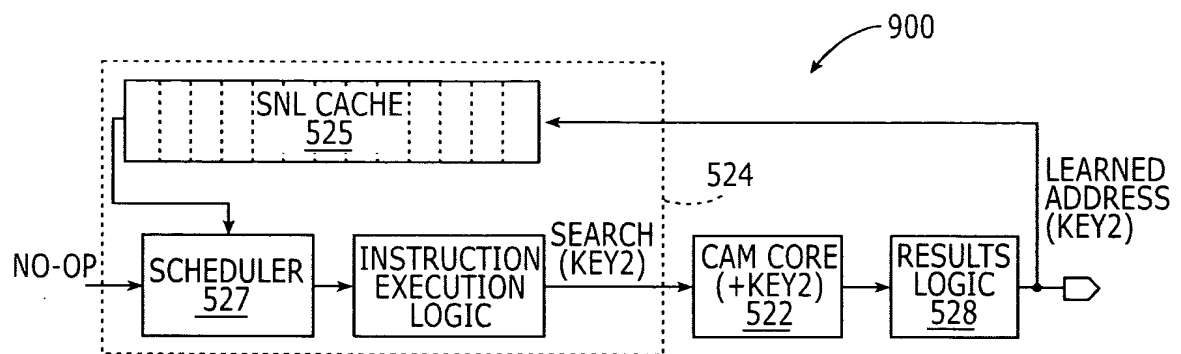 900
SNL CACHE
525
524
LEARNED
ADDRESS
(KEY2)
NO-OP
SCHEDULER
527
INSTRUCTION
EXECUTION
LOGIC
SEARCH
(KEY2)
CAM CORE
(+KEY2)
522
RESULTS
LOGIC
528